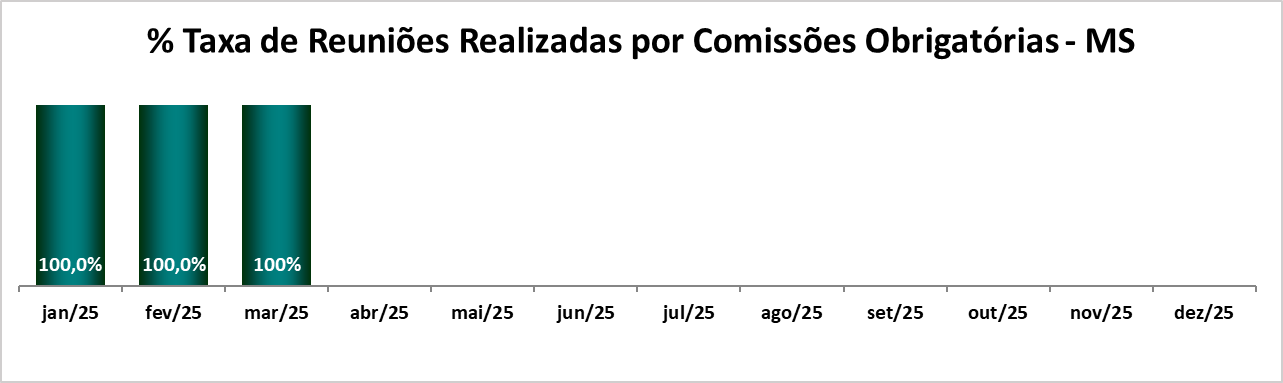 % Taxa de Reuniões Realizadas por Comissões Obrigatórias - MS
100,0% 100,0% 100%
jan/25 fev/25 mar/25 abr/25 mai/25 jun/25 jul/25 ago/25 set/25 out/25 nov/25 dez/25